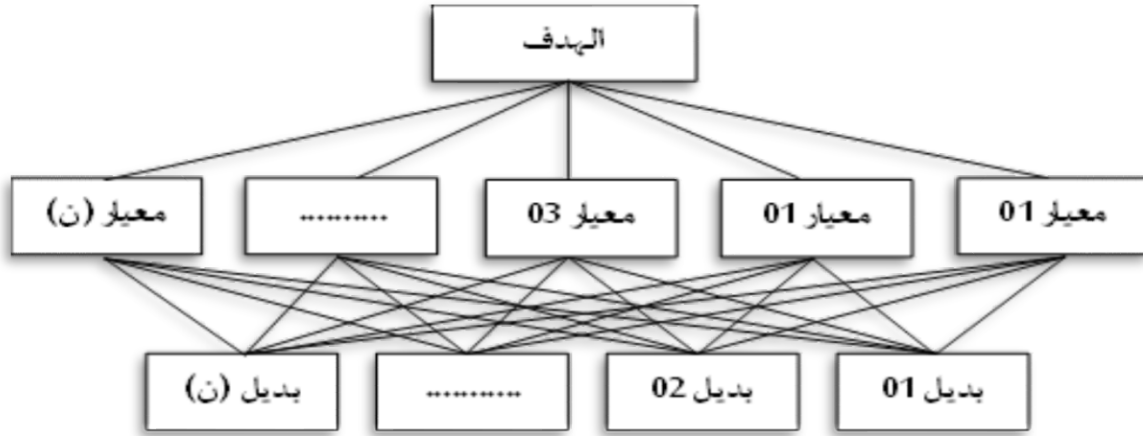 الهدف
معيار 01
معيار 01
معيار 03
..........
معيار (ن)
بديل 01
بديل 02
...........
بديل (ن)